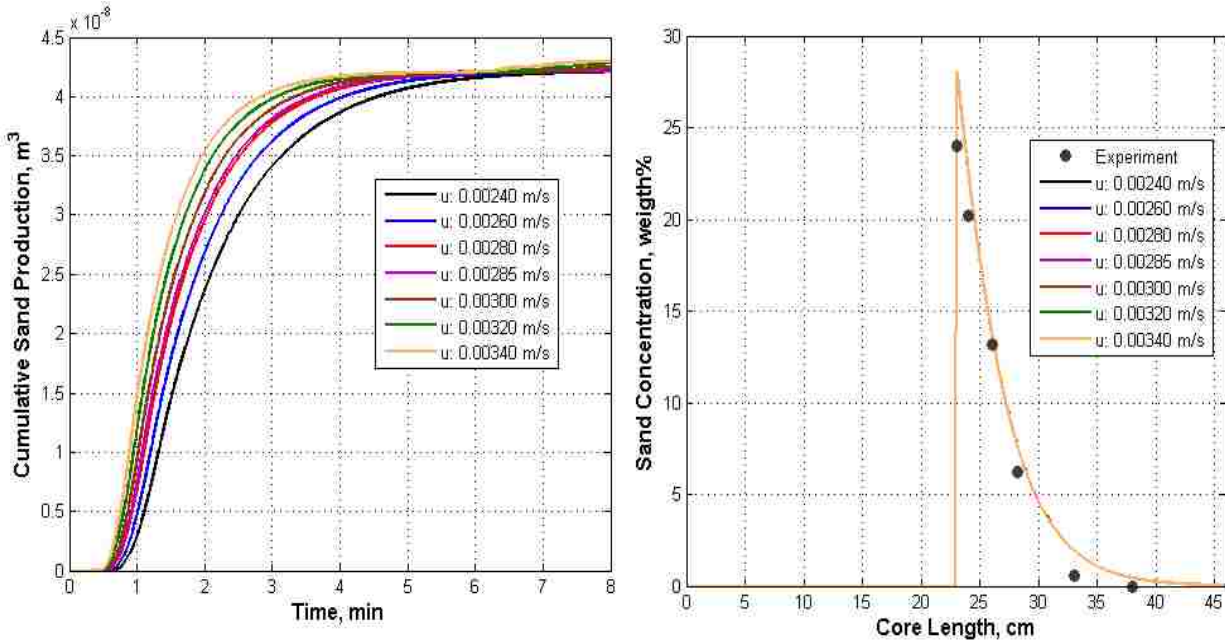 x 10⁻⁸
4.5
4
3.5
3
2.5
2
1.5
1
0.5
0
Cumulative Sand Production, m³
u: 0.00240 m/s
u: 0.00260 m/s
u: 0.00280 m/s
u: 0.00285 m/s
u: 0.00300 m/s
u: 0.00320 m/s
u: 0.00340 m/s
0 1 2 3 4 5 6 7 8
Time, min
30
25
20
15
10
5
0
Sand Concentration, weigth%
Experiment
u: 0.00240 m/s
u: 0.00260 m/s
u: 0.00280 m/s
u: 0.00285 m/s
u: 0.00300 m/s
u: 0.00320 m/s
u: 0.00340 m/s
0 5 10 15 20 25 30 35 40 45
Core Length, cm